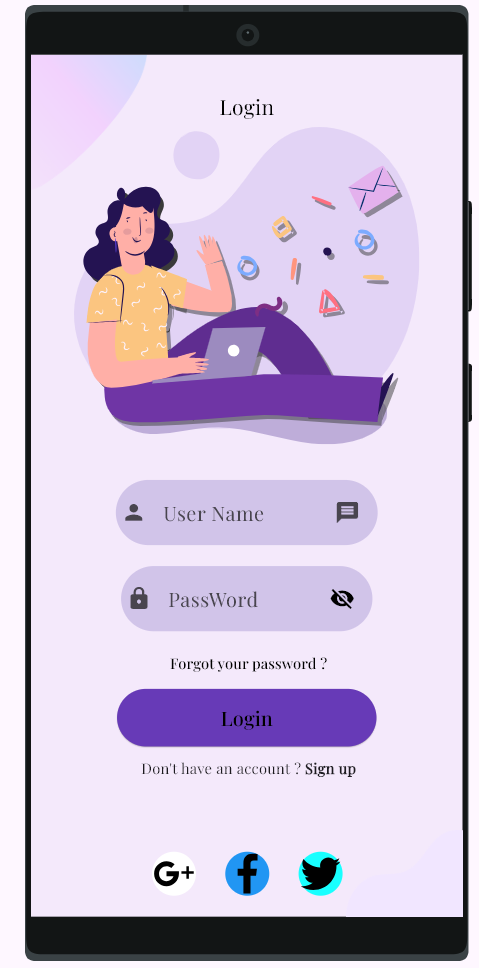 Login
User Name
PassWord
Forgot your password ?
Login
Don't have an account ? Sign up
G+